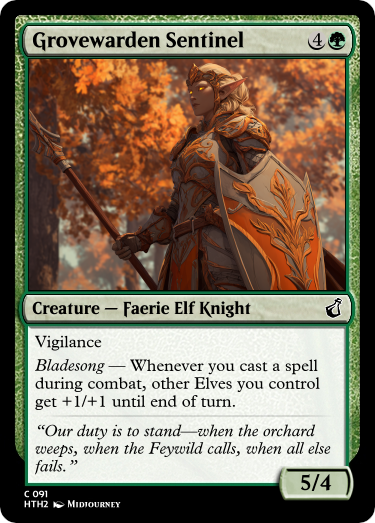 Grovewarden Sentinel 4
Creature — Faerie Elf Knight
Vigilance
Bladesong — Whenever you cast a spell
during combat, other Elves you control
get +1/+1 until end of turn.
“Our duty is to stand—when the orchard
weeps, when the Feywild calls, when all else
fails.”
5/4
C 091
HTH2 Midjourney